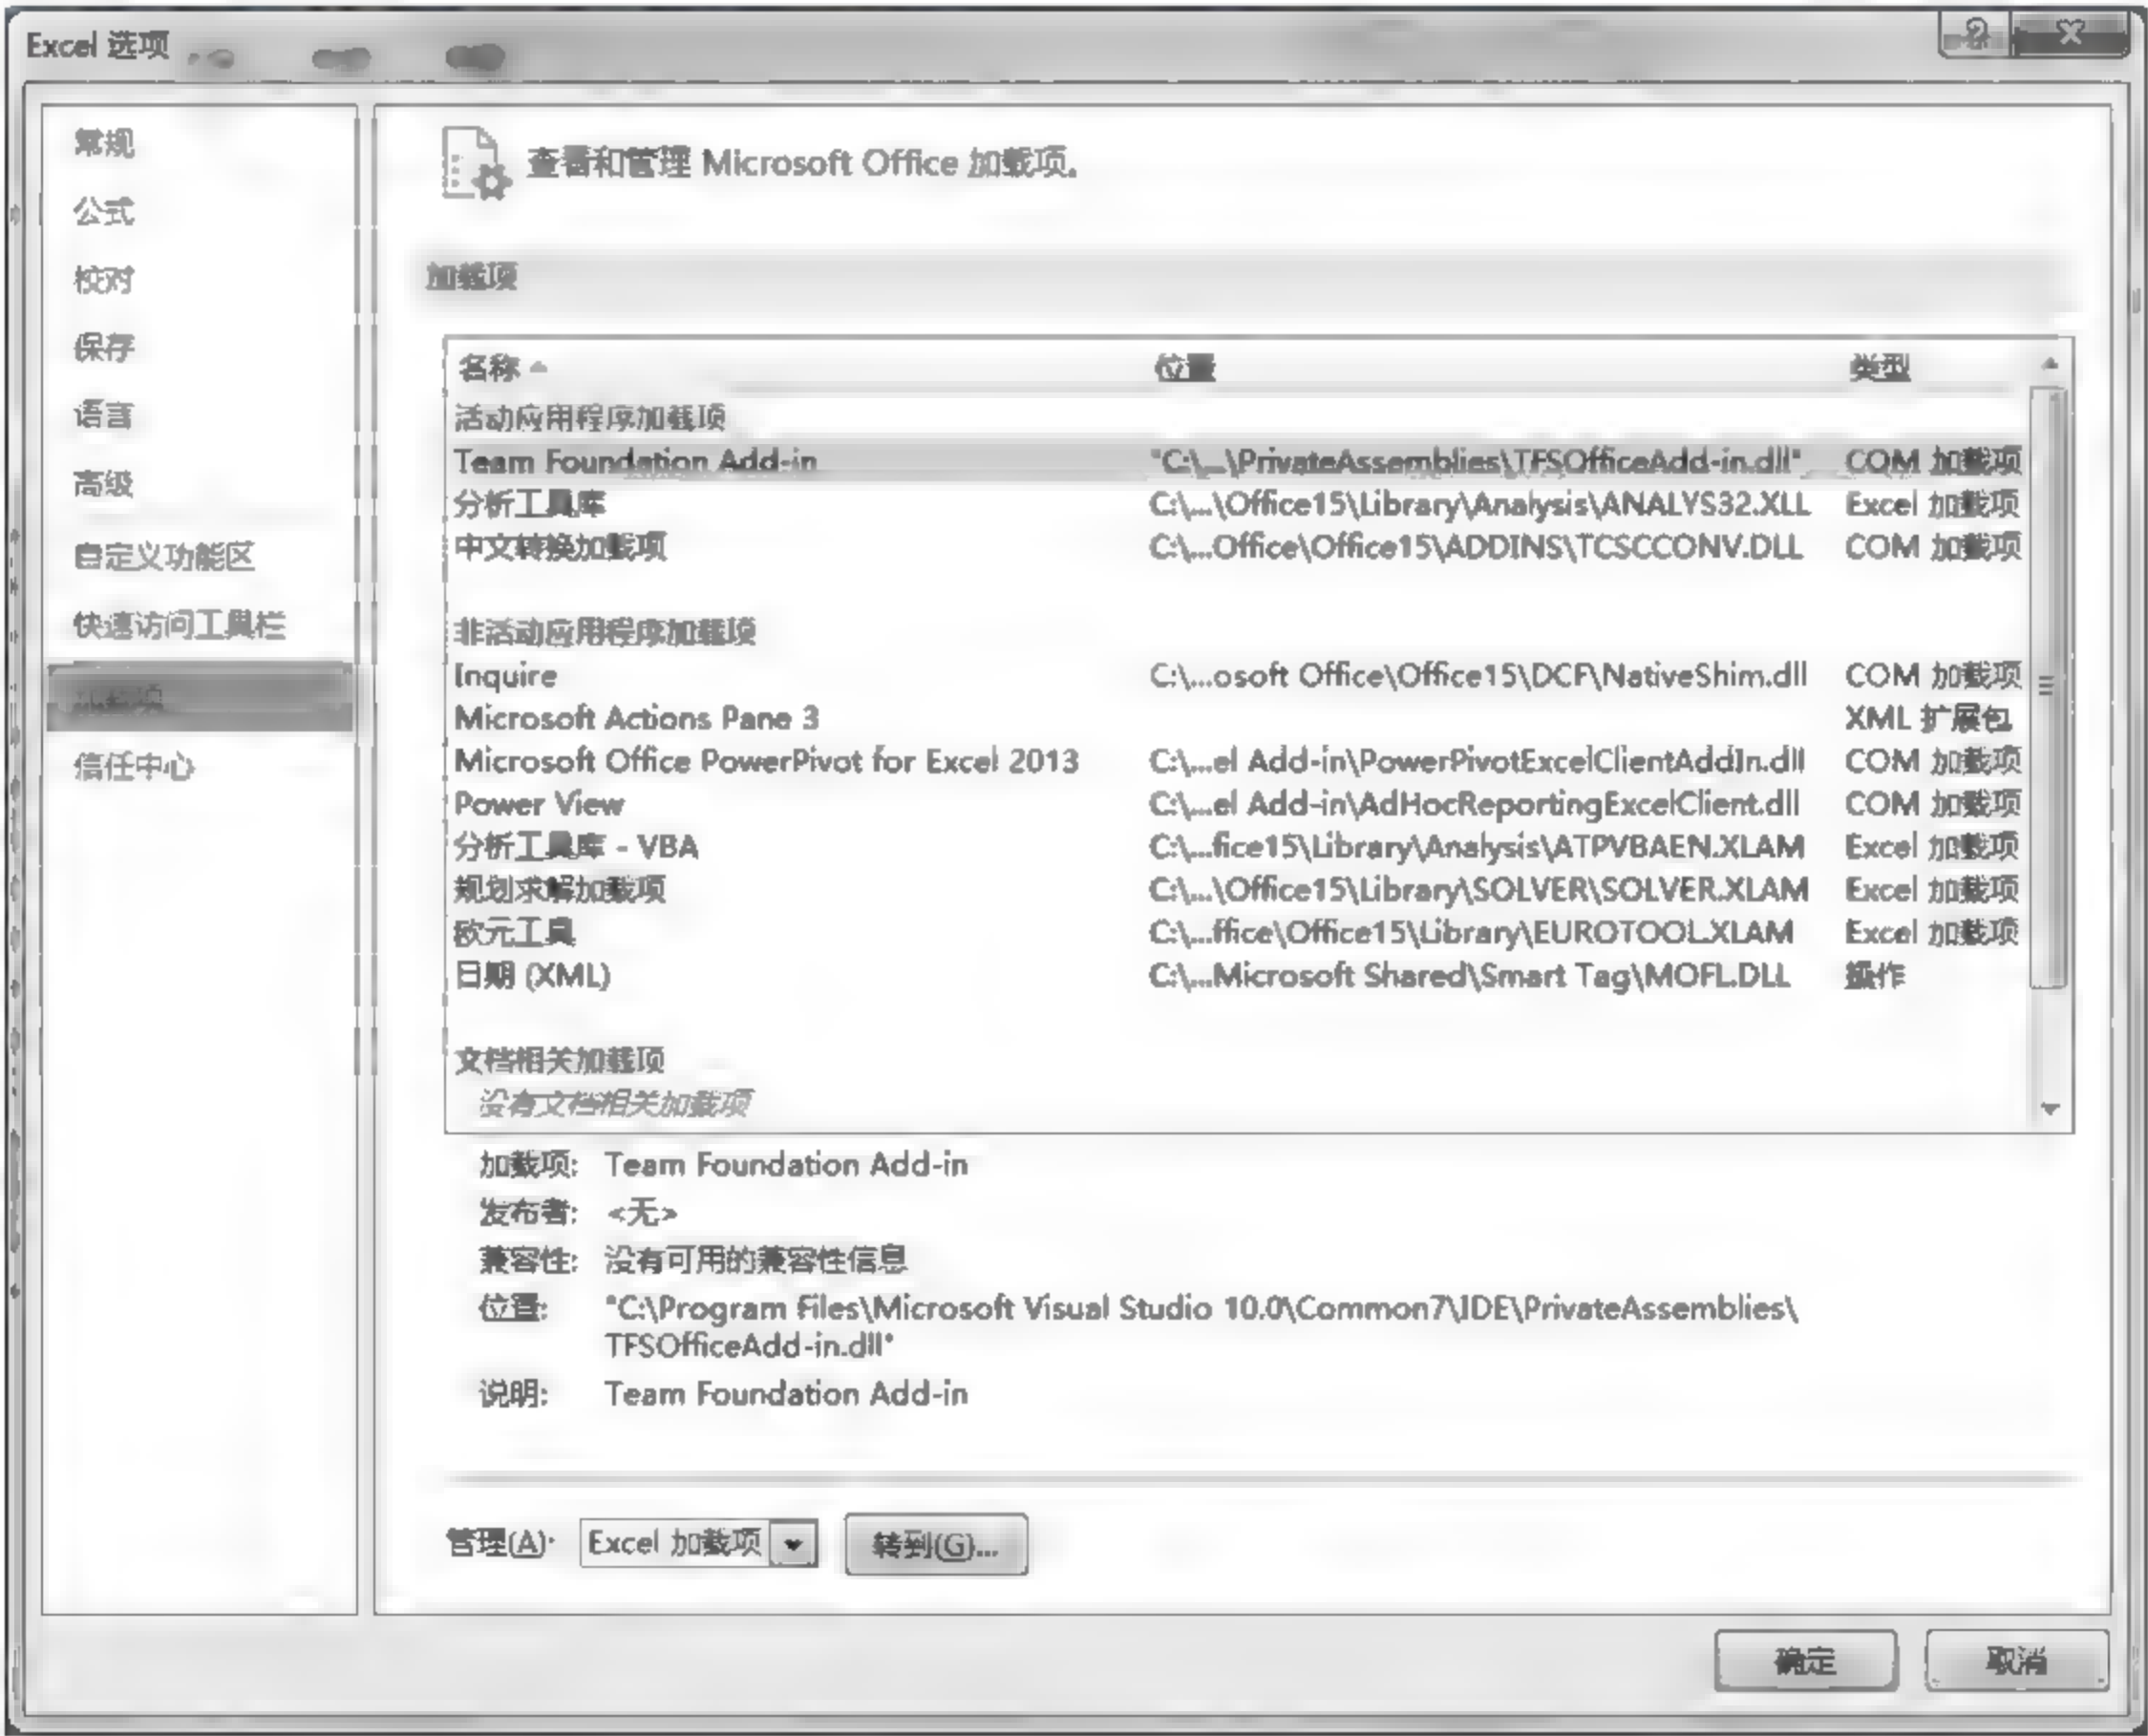 Excel 选项
常规
公式
校对
保存
语言
高级
自定义功能区
快速访问工具栏
加载项
信任中心
查看和管理 Microsoft Office 加载项。
加载项
名称 位置 类型
活动应用程序加载项
Team Foundation Add-in "C:\...\PrivateAssemblies\TFSOfficeAdd-in.dll" COM 加载项
分析工具库 C:\...\Office15\Library\Analysis\ANALYS32.XLL Excel 加载项
中文转换加载项 C:\...Office\Office15\ADDINS\TCSCCONV.DLL COM 加载项
非活动应用程序加载项
Inquire C:\...osoft Office\Office15\DCF\NativeShim.dll COM 加载项
Microsoft Actions Pane 3 XML 扩展包
Microsoft Office PowerPivot for Excel 2013 C:\...el Add-in\PowerPivotExcelClientAddIn.dll COM 加载项
Power View C:\...el Add-in\AdHocReportingExcelClient.dll COM 加载项
分析工具库 - VBA C:\...fice15\Library\Analysis\ATPVBAEN.XLAM Excel 加载项
规划求解加载项 C:\...\Office15\Library\SOLVER\SOLVER.XLAM Excel 加载项
欧元工具 C:\...ffice\Office15\Library\EUROTOOL.XLAM Excel 加载项
日期 (XML) C:\...Microsoft Shared\Smart Tag\MOFL.DLL 操作
文档相关加载项
没有文档相关加载项
加载项: Team Foundation Add-in
发布者: <无>
兼容性: 没有可用的兼容性信息
位置: "C:\Program Files\Microsoft Visual Studio 10.0\Common7\IDE\PrivateAssemblies\
TFSOfficeAdd-in.dll"
说明: Team Foundation Add-in
管理(A): Excel 加载项 转到(G)...
确定 取消